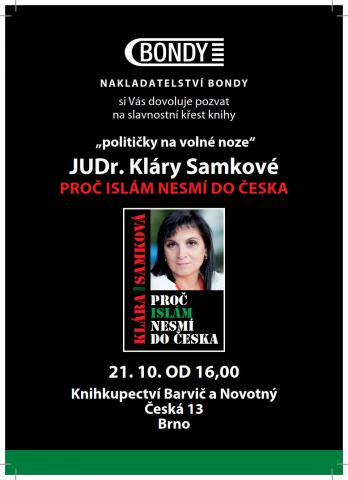 BONDY
NAKLADATELSTVÍ BONDY
si Vás dovoluje pozvat
na slavnostní křest knihy
„političky na volné noze“
JUDr. Kláry Samkové
PROČ ISLÁM NESMÍ DO ČESKA
KLÁRA SAMKOVÁ
PROČ
ISLÁM
NESMÍ
DO ČESKA
21. 10. OD 16,00
Knihkupectví Barvič a Novotný
Česká 13
Brno